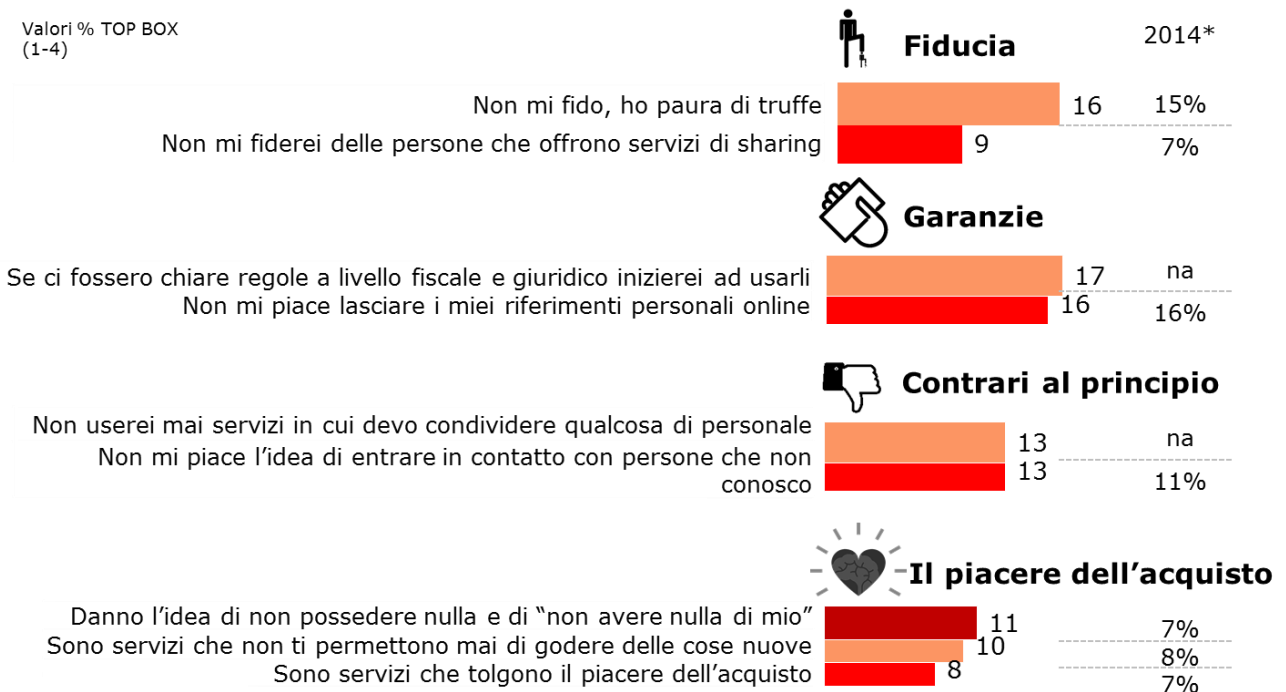 Valori % TOP BOX
(1-4)
Fiducia
2014*
Non mi fido, ho paura di truffe
16
15%
Non mi fiderei delle persone che offrono servizi di sharing
9
7%
Garanzie
Se ci fossero chiare regole a livello fiscale e giuridico inizierei ad usarli
17
na
Non mi piace lasciare i miei riferimenti personali online
16
16%
Contrari al principio
Non userei mai servizi in cui devo condividere qualcosa di personale
13
na
Non mi piace l’idea di entrare in contatto con persone che non
conosco
13
11%
Il piacere dell’acquisto
Danno l’idea di non possedere nulla e di “non avere nulla di mio”
11
7%
Sono servizi che non ti permettono mai di godere delle cose nuove
10
8%
Sono servizi che tolgono il piacere dell’acquisto
8
7%